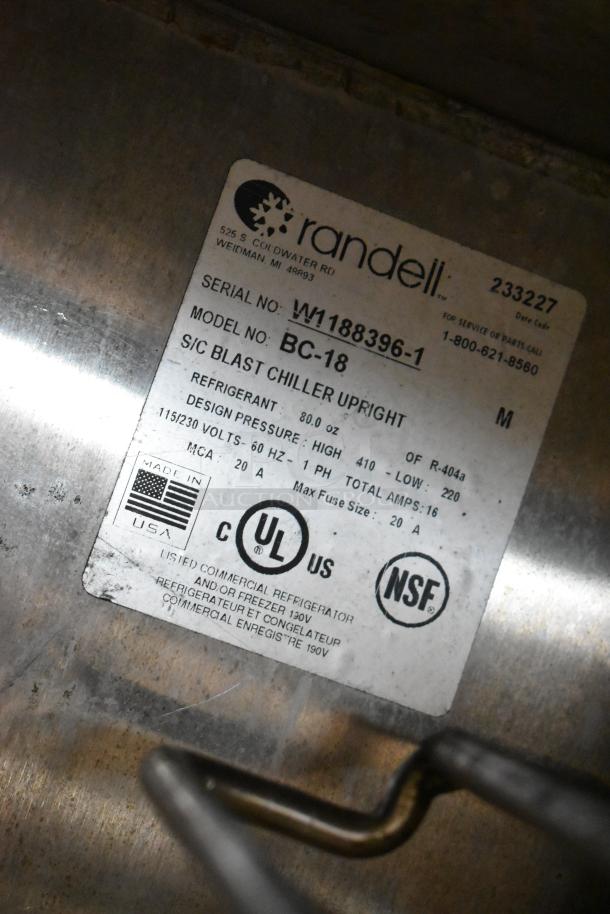 randell™
525 S. COLDWATER RD
WEIDMAN MI 49893
233227
Date Code
FOR SERVICE OR PARTS CALL
1-800-621-8560
SERIAL NO: W1188396-1
MODEL NO: BC-18
S/C BLAST CHILLER UPRIGHT M
REFRIGERANT: 80.0 oz OF R-404a
DESIGN PRESSURE: HIGH 410 - LOW: 220
115/230 VOLTS- 60 HZ- 1 PH TOTAL AMPS: 16
MCA: 20 A Max Fuse Size: 20 A
MADE IN
USA
C UL® US
NSF®
LISTED COMMERCIAL REFRIGERATOR
AND/OR FREEZER 190V
REFRIGERATEUR ET CONGELATEUR
COMMERCIAL ENREGISTRE 190V